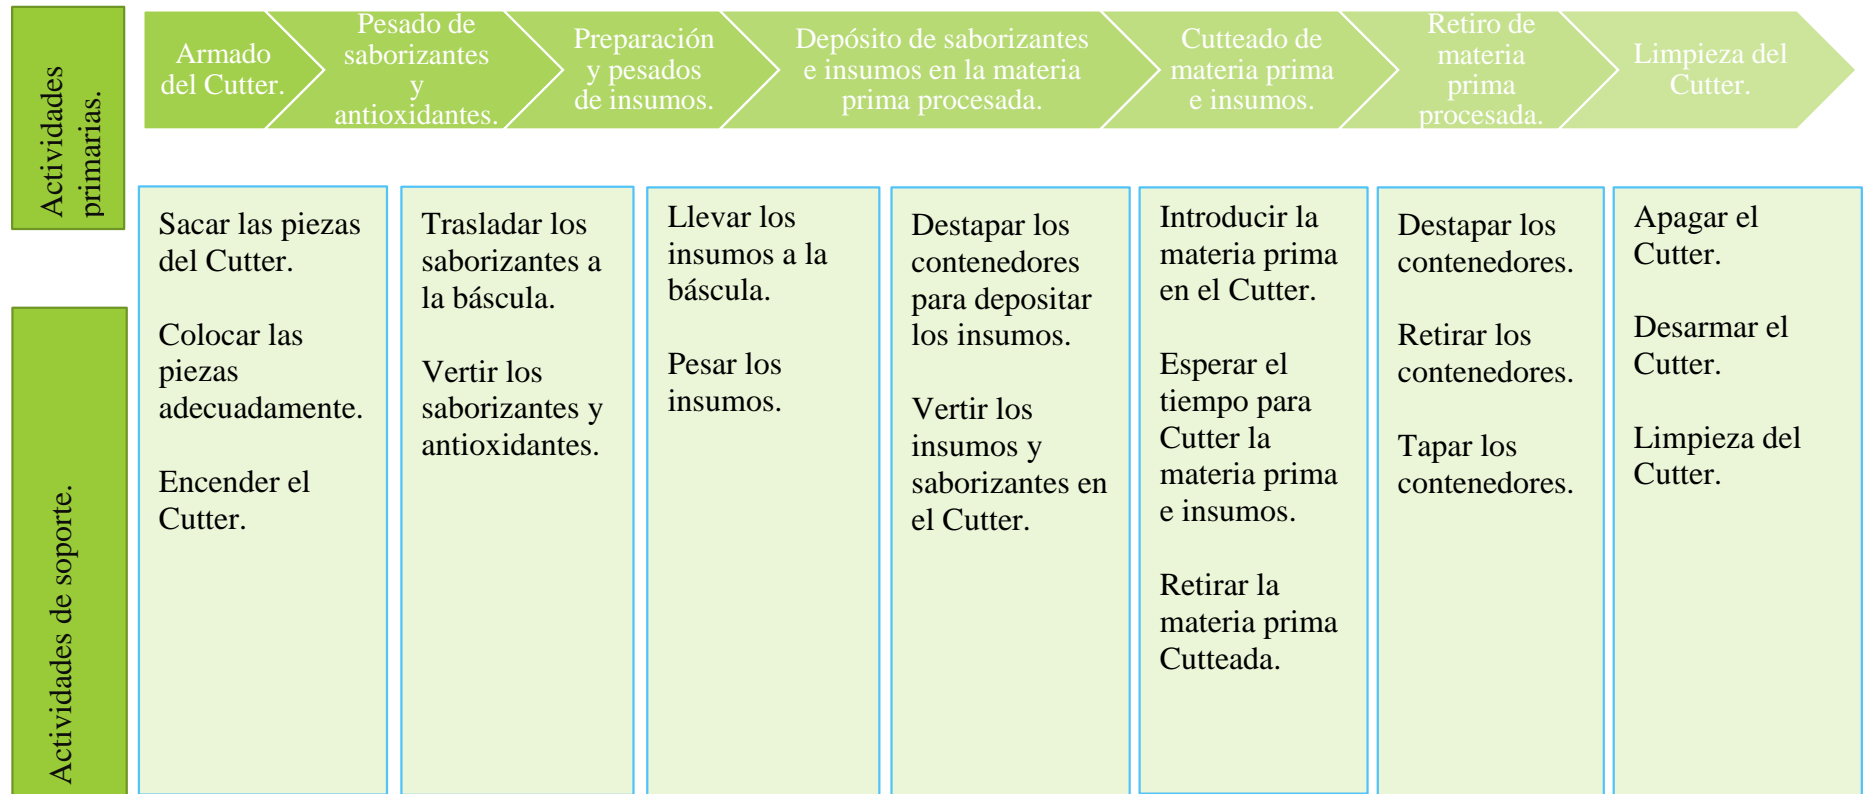 Actividades
primarias.
Armado
del Cutter.
Pesado de
saborizantes
y
antioxidantes.
Preparación
y pesados
de insumos.
Depósito de saborizantes
e insumos en la materia
prima procesada.
Cutteado de
materia prima
e insumos.
Retiro de
materia
prima
procesada.
Limpieza del
Cutter.
Actividades de soporte.
Sacar las piezas
del Cutter.
Colocar las
piezas
adecuadamente.
Encender el
Cutter.
Trasladar los
saborizantes a
la báscula.
Vertir los
saborizantes y
antioxidantes.
Llevar los
insumos a la
báscula.
Pesar los
insumos.
Destapar los
contenedores
para depositar
los insumos.
Vertir los
insumos y
saborizantes en
el Cutter.
Introducir la
materia prima
en el Cutter.
Esperar el
tiempo para
Cutter la
materia prima
e insumos.
Retirar la
materia prima
Cutteada.
Destapar los
contenedores.
Retirar los
contenedores.
Tapar los
contenedores.
Apagar el
Cutter.
Desarmar el
Cutter.
Limpieza del
Cutter.